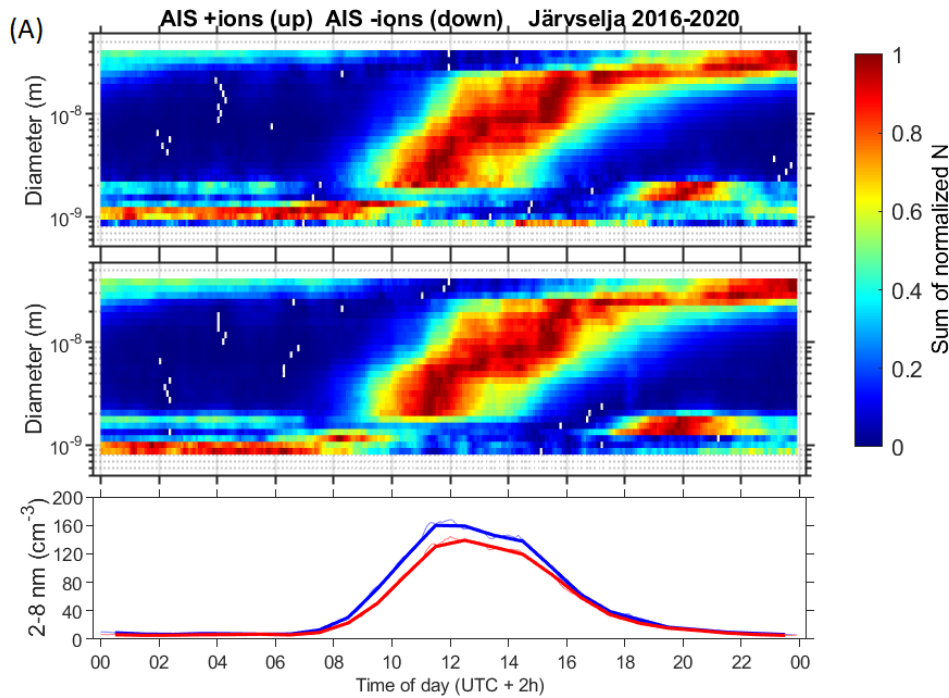 (A)
AIS +ions (up) AIS -ions (down) Järvselja 2016-2020
Diameter (m)
10⁻⁸
10⁻⁹
Diameter (m)
10⁻⁸
10⁻⁹
1
0.8
0.6
0.4
0.2
0
Sum of normalized N
2-8 nm (cm⁻³)
200
160
120
80
40
0
00 02 04 06 08 10 12 14 16 18 20 22 00
Time of day (UTC + 2h)